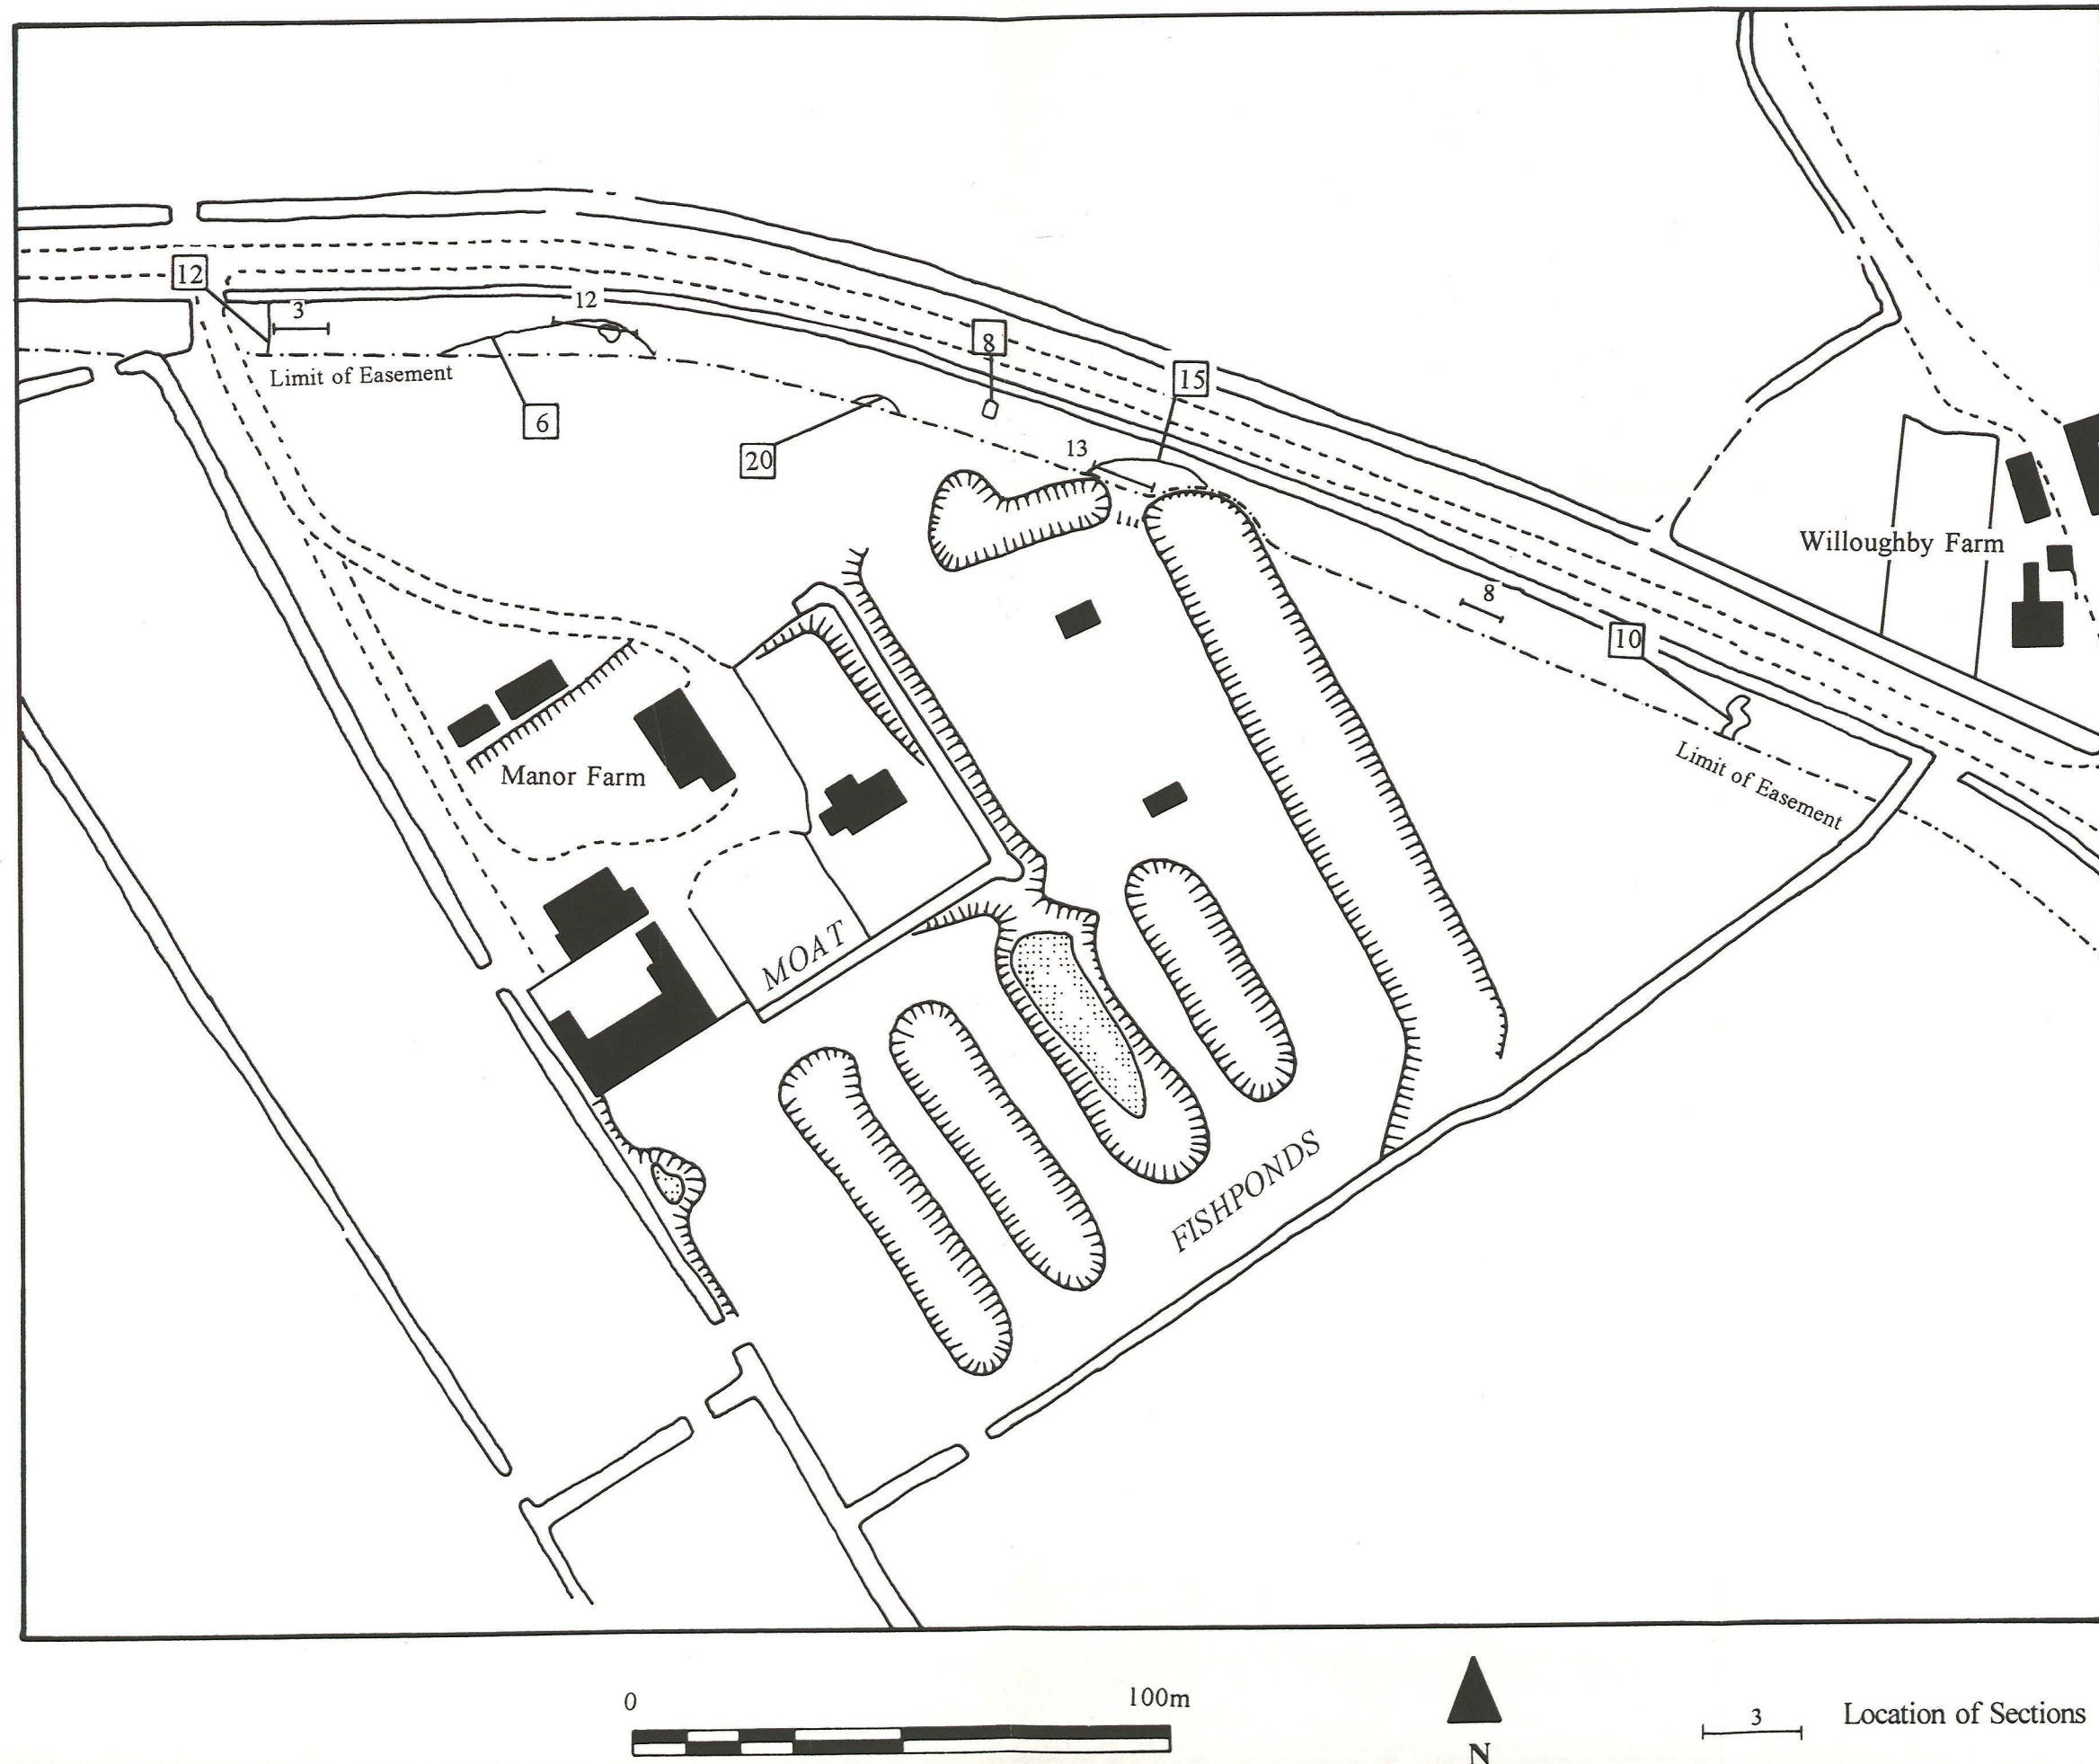 12
3
12
Limit of Easement
6
8
20
15
13
Willoughby Farm
8
10
Limit of Easement
Manor Farm
MOAT
FISHPONDS
0
100m
N
3
Location of Sections